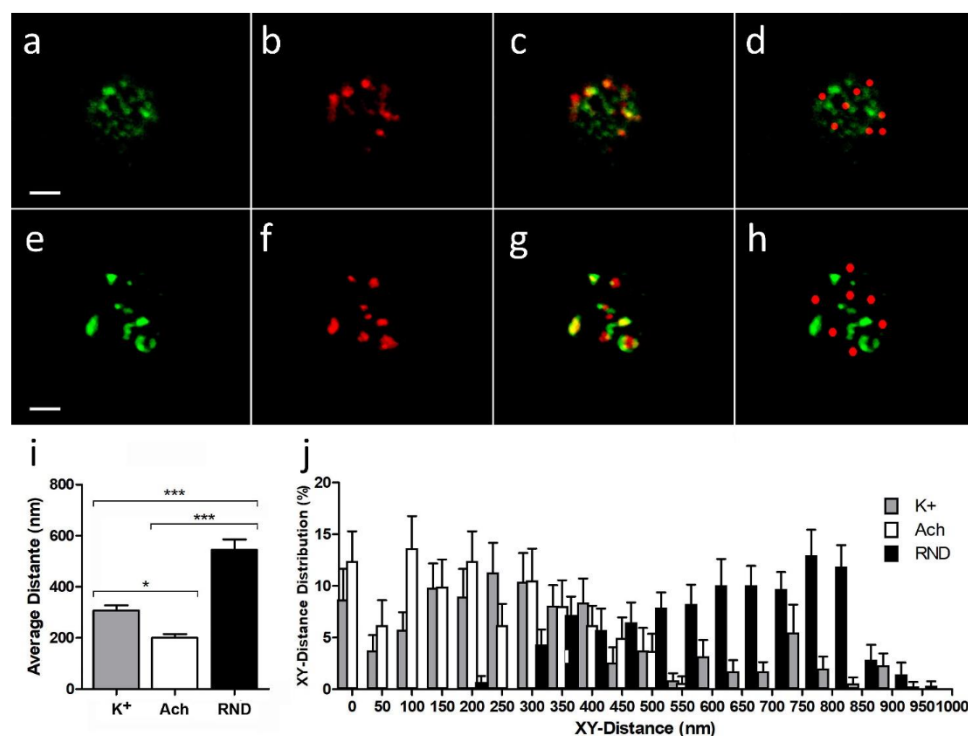 a b c d
e f g h
i
Average Distante (nm)
800
600
400
200
0
***
***
*
K+ Ach RND
j
XY-Distance Distribution (%)
20
15
10
5
0
K+
Ach
RND
0 50 100 150 200 250 300 350 400 450 500 550 600 650 700 750 800 850 900 950 1000
XY-Distance (nm)